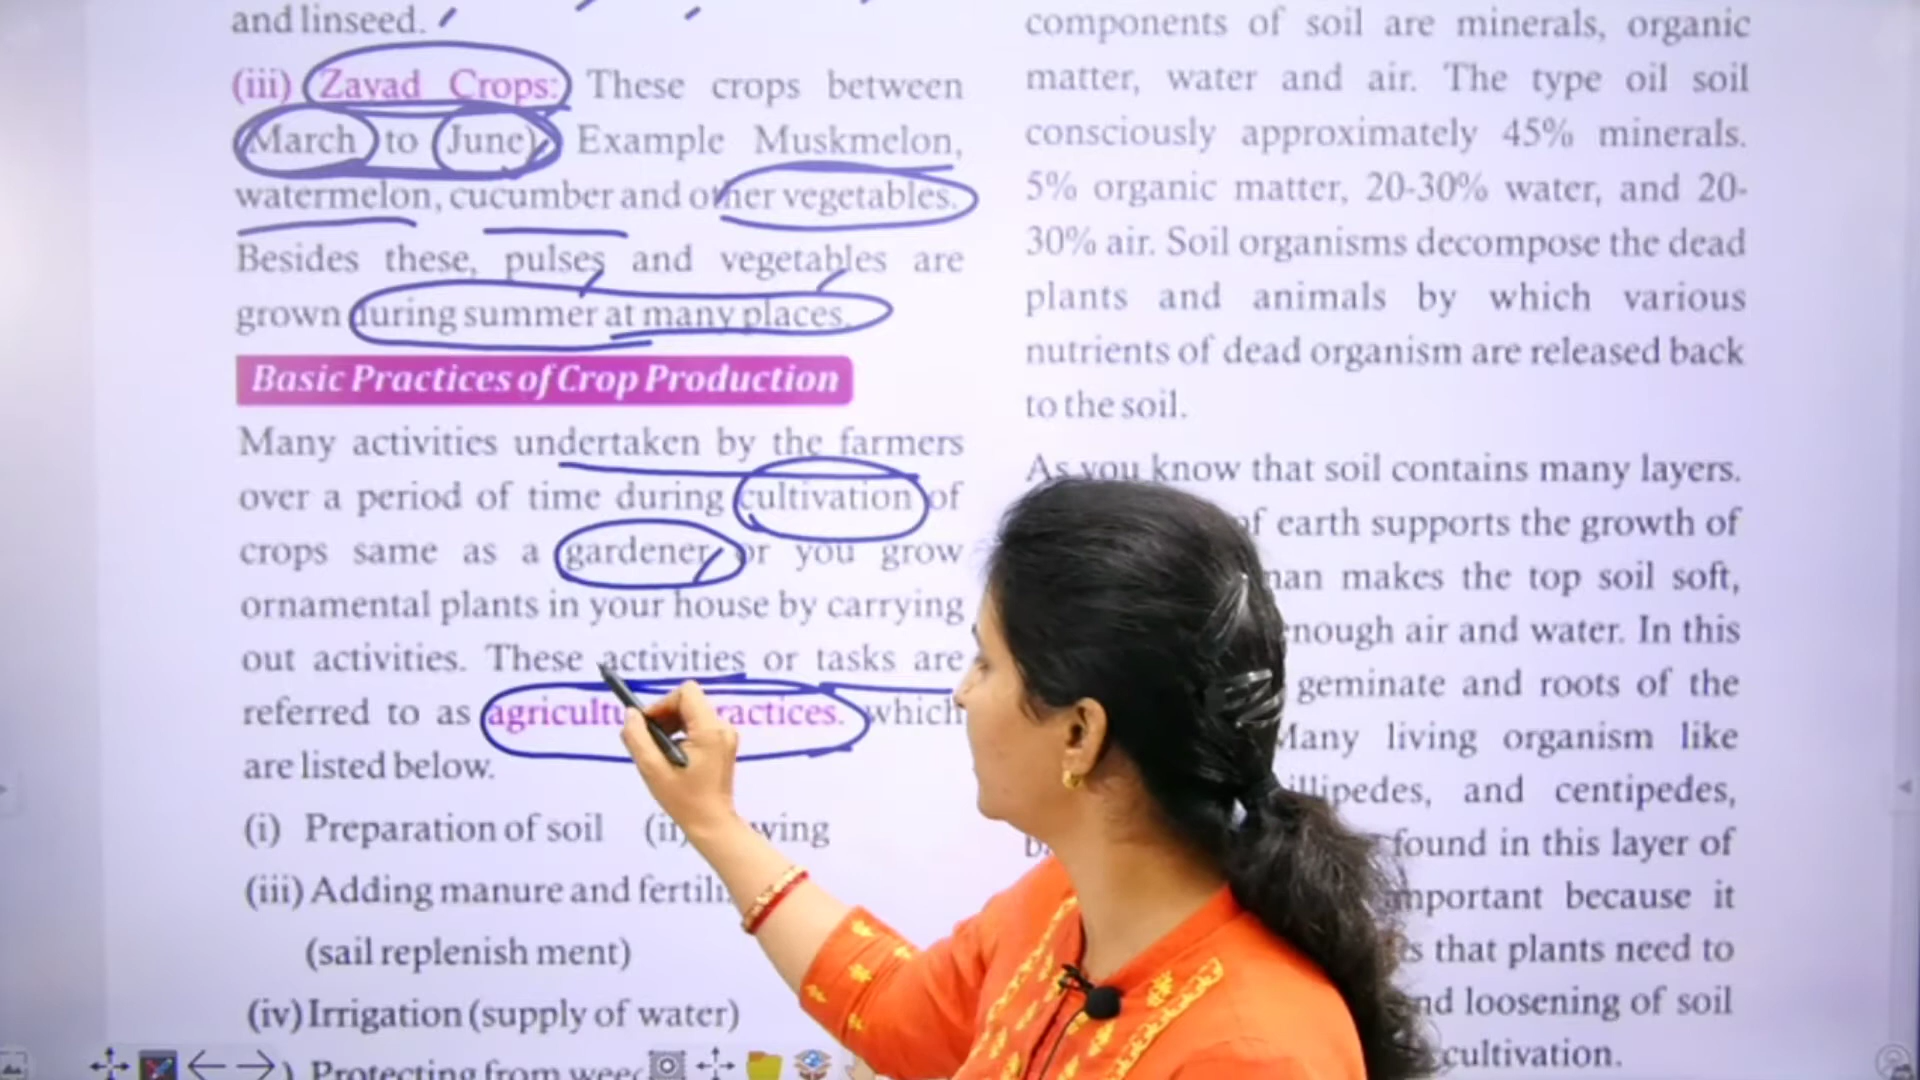 and linseed.
(iii) Zayad Crops: These crops between
March to June) Example Muskmelon,
watermelon, cucumber and other vegetables.
Besides these, pulses and vegetables are
grown during summer at many places.
Basic Practices of Crop Production
Many activities undertaken by the farmers
over a period of time during cultivation of
crops same as a gardener or you grow
ornamental plants in your house by carrying
out activities. These activities or tasks are
referred to as which
are listed below.
(i) Preparation of soil (ii)
(iii) Adding manure and
(sail replenish ment)
(iv) Irrigation (supply of water)
Protecting from
components of soil are minerals, organic
matter, water and air. The type oil soil
consciously approximately 45% minerals.
5% organic matter, 20-30% water, and 20-
30% air. Soil organisms decompose the dead
plants and animals by which various
nutrients of dead organism are released back
to the soil.
As you know that soil contains many layers.
of earth supports the growth of
makes the top soil soft,
air and water. In this
geminate and roots of the
Many living organism like
and centipedes,
found in this layer of
because it
that plants need to
loosening of soil
cultivation.